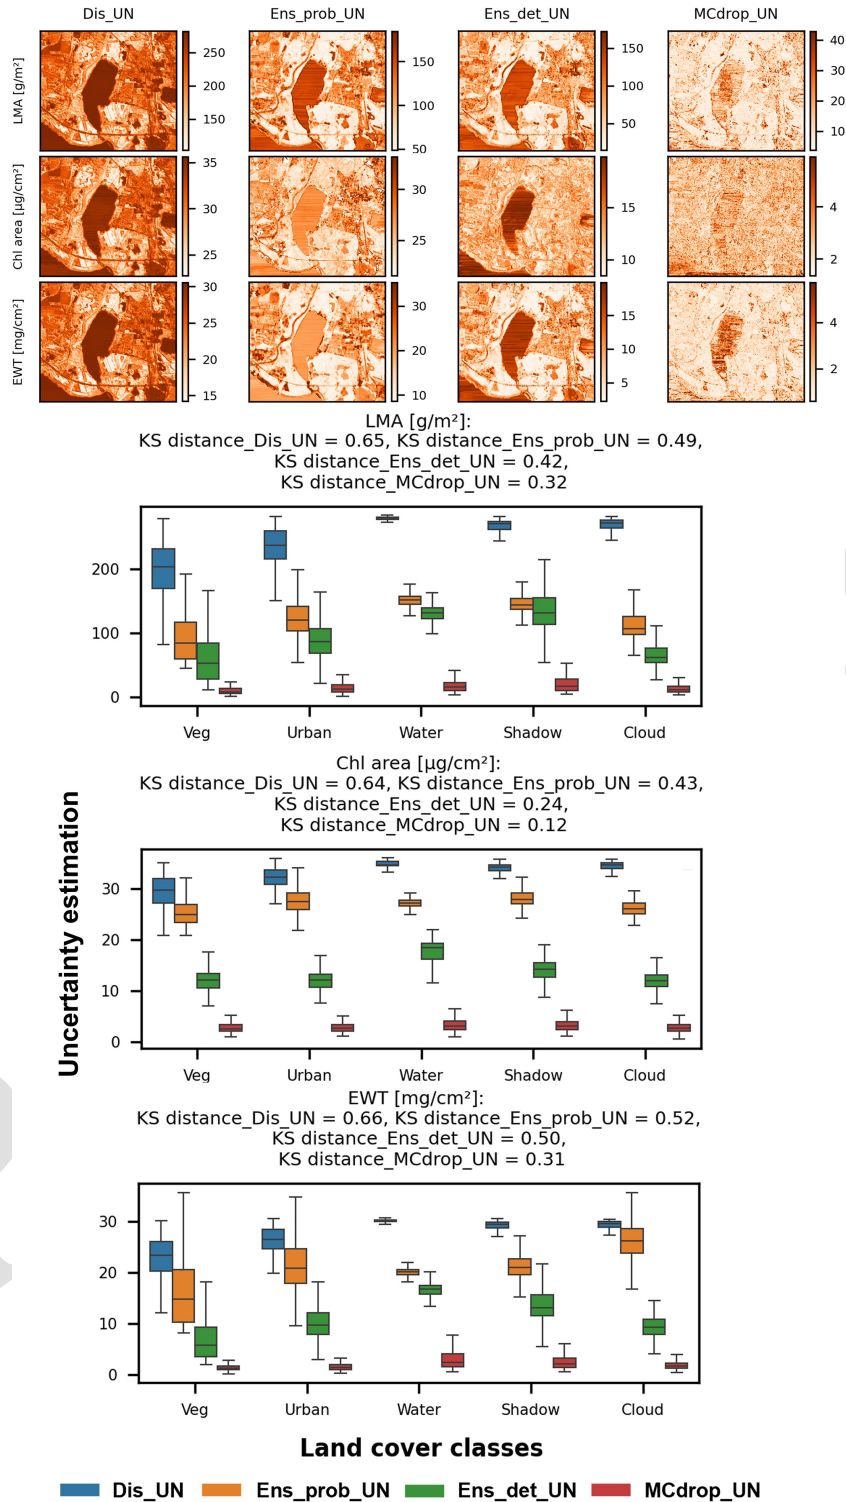 Dis_UN Ens_prob_UN Ens_det_UN MCdrop_UN
LMA [g/m²]
250
200
150
150
100
50
150
100
50
40
30
20
10
Chl area [μg/cm²]
35
30
25
30
25
15
10
4
2
EWT [mg/cm²]
30
25
20
15
30
20
10
15
10
5
4
2
LMA [g/m²]:
KS distance_Dis_UN = 0.65, KS distance_Ens_prob_UN = 0.49,
KS distance_Ens_det_UN = 0.42,
KS distance_MCdrop_UN = 0.32
200
100
0
Veg Urban Water Shadow Cloud
Chl area [μg/cm²]:
KS distance_Dis_UN = 0.64, KS distance_Ens_prob_UN = 0.43,
KS distance_Ens_det_UN = 0.24,
KS distance_MCdrop_UN = 0.12
Uncertainty estimation
30
20
10
0
Veg Urban Water Shadow Cloud
EWT [mg/cm²]:
KS distance_Dis_UN = 0.66, KS distance_Ens_prob_UN = 0.52,
KS distance_Ens_det_UN = 0.50,
KS distance_MCdrop_UN = 0.31
30
20
10
0
Veg Urban Water Shadow Cloud
Land cover classes
Dis_UN Ens_prob_UN Ens_det_UN MCdrop_UN